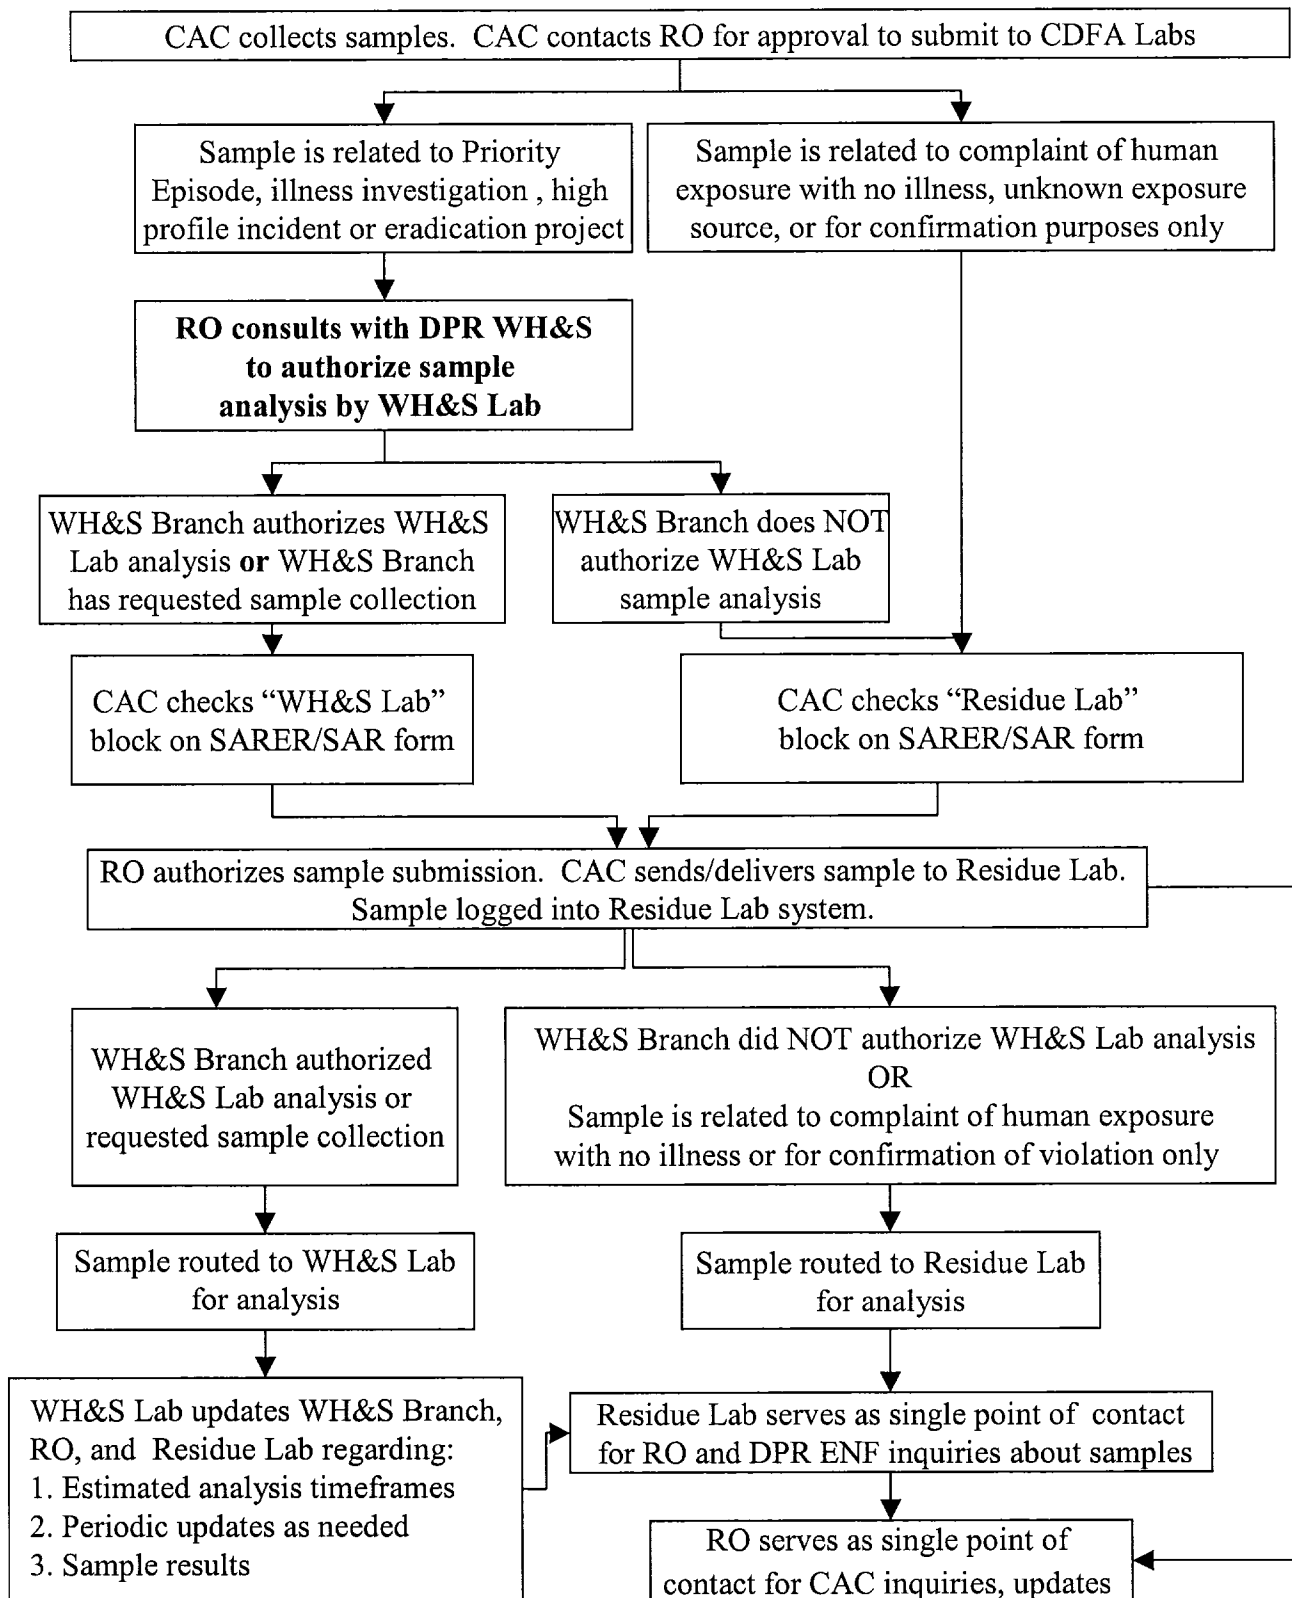 CAC collects samples.  CAC contacts RO for approval to submit to CDFA Labs
Sample is related to Priority
Episode, illness investigation , high
profile incident or eradication project
Sample is related to complaint of human
exposure with no illness, unknown exposure
source, or for confirmation purposes only
RO consults with DPR WH&S
to authorize sample
analysis by WH&S Lab
WH&S Branch authorizes WH&S
Lab analysis or WH&S Branch
has requested sample collection
WH&S Branch does NOT
authorize WH&S Lab
sample analysis
CAC checks “WH&S Lab”
block on SARER/SAR form
CAC checks “Residue Lab”
block on SARER/SAR form
RO authorizes sample submission.  CAC sends/delivers sample to Residue Lab.
Sample logged into Residue Lab system.
WH&S Branch authorized
WH&S Lab analysis or
requested sample collection
WH&S Branch did NOT authorize WH&S Lab analysis
OR
Sample is related to complaint of human exposure
with no illness or for confirmation of violation only
Sample routed to WH&S Lab
for analysis
Sample routed to Residue Lab
for analysis
WH&S Lab updates WH&S Branch,
RO, and  Residue Lab regarding:
1. Estimated analysis timeframes
2. Periodic updates as needed
3. Sample results
Residue Lab serves as single point of  contact
for RO and DPR ENF inquiries about samples
RO serves as single point of
contact for CAC inquiries, updates